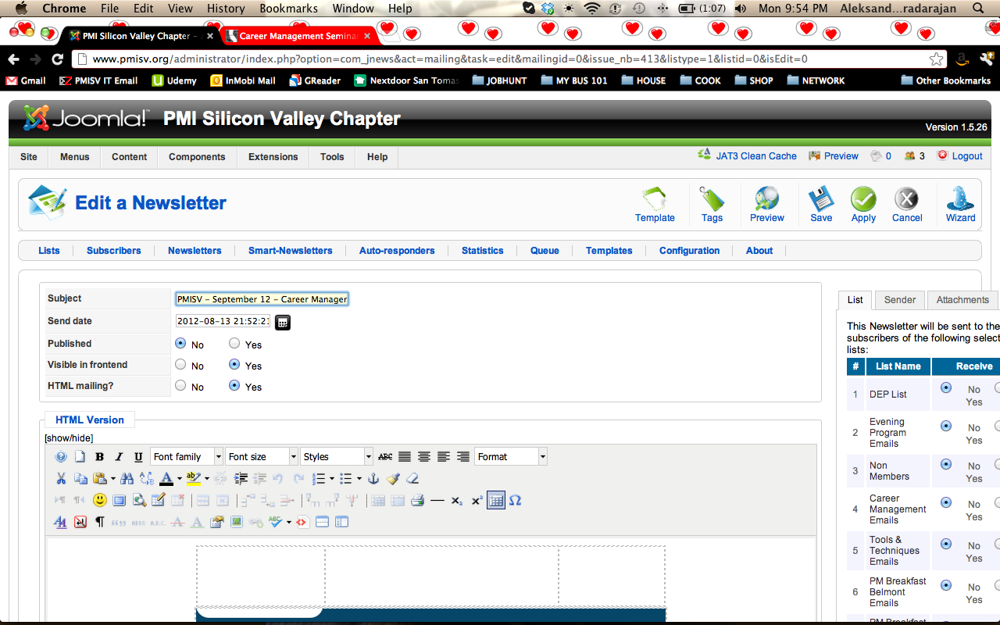 Chrome File Edit View History Bookmarks Window Help (1:07) Mon 9:54 PM Aleksand...radarajan
PMI Silicon Valley Chapter - A Career Management Semina
www.pmisv.org/administrator/index.php?option=com_jnews&act=mailing&task=edit&mailingid=0&issue_nb=413&listype=1&listid=0&isEdit=0
Gmail PMISV IT Email Udemy InMobi Mail GReader Nextdoor San Tomas JOBHUNT MY BUS 101 HOUSE COOK SHOP NETWORK Other Bookmarks
Joomla! PMI Silicon Valley Chapter
Version 1.5.26
Site Menus Content Components Extensions Tools Help JAT3 Clean Cache Preview 0 3 Logout
Edit a Newsletter
Template Tags Preview Save Apply Cancel Wizard
Lists Subscribers Newsletters Smart-Newsletters Auto-responders Statistics Queue Templates Configuration About
Subject PMISV - September 12 - Career Manager
Send date 2012-08-13 21:52:21
Published No Yes
Visible in frontend No Yes
HTML mailing? No Yes
HTML Version
[show/hide]
B I U Font family Font size Styles ABC Format
List Sender Attachments
This Newsletter will be sent to the
subscribers of the following select
lists:
# List Name Receive
1 DEP List No Yes
2 Evening Program Emails No Yes
3 Non Members No Yes
4 Career Management Emails No Yes
5 Tools & Techniques Emails No Yes
6 PM Breakfast Belmont Emails No Yes
PM Breakfast